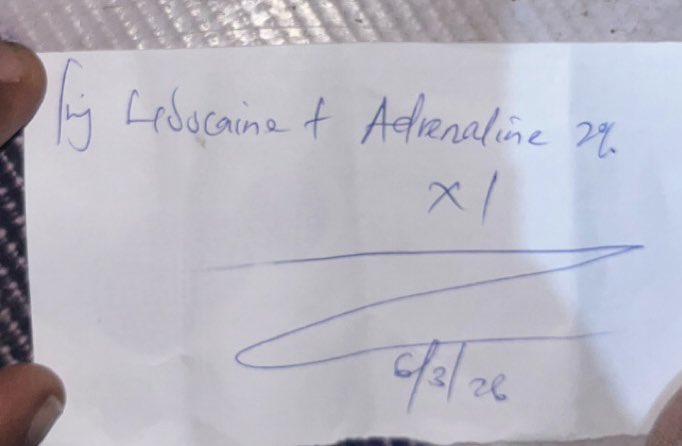 Inj Lidocaine + Adrenaline 2%
x 1
6/3/26